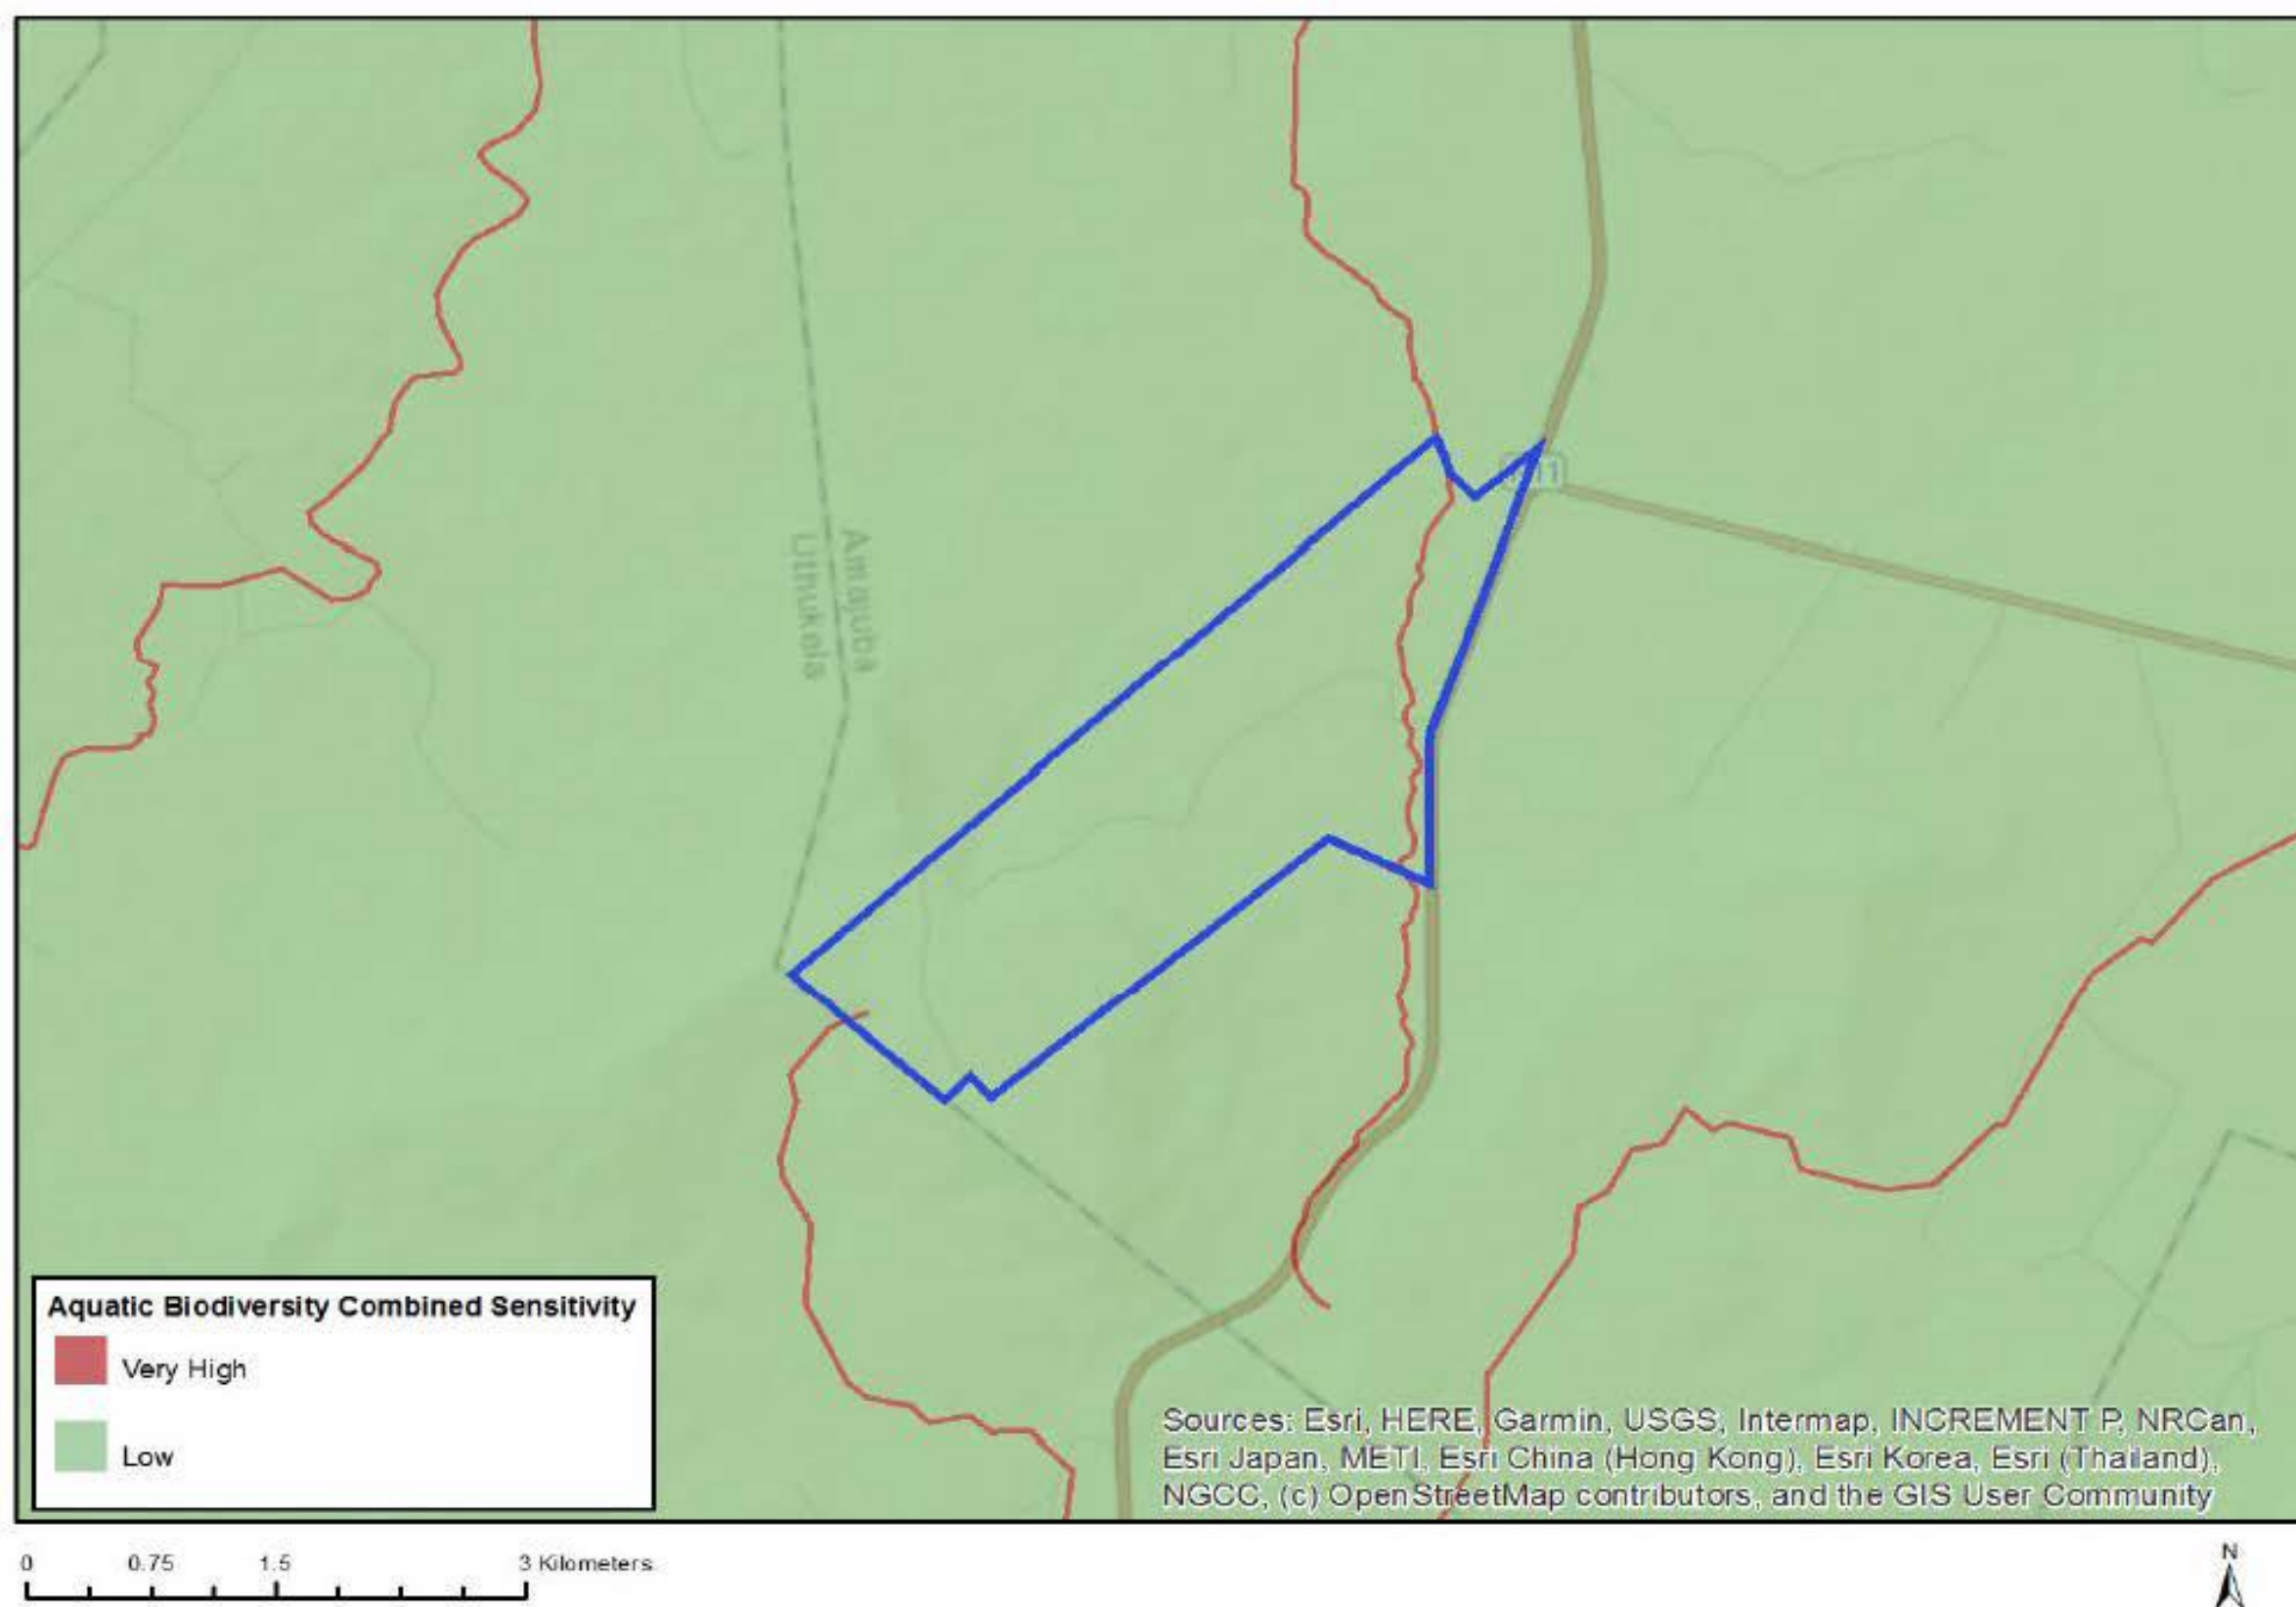 Amajuba
Uthukela
Aquatic Biodiversity Combined Sensitivity
Very High
Low
Sources: Esri, HERE, Garmin, USGS, Intermap, INCREMENT P, NRCan,
Esri Japan, METI, Esri China (Hong Kong), Esri Korea, Esri (Thailand),
NGCC, (c) OpenStreetMap contributors, and the GIS User Community
0 0.75 1.5 3 Kilometers
N